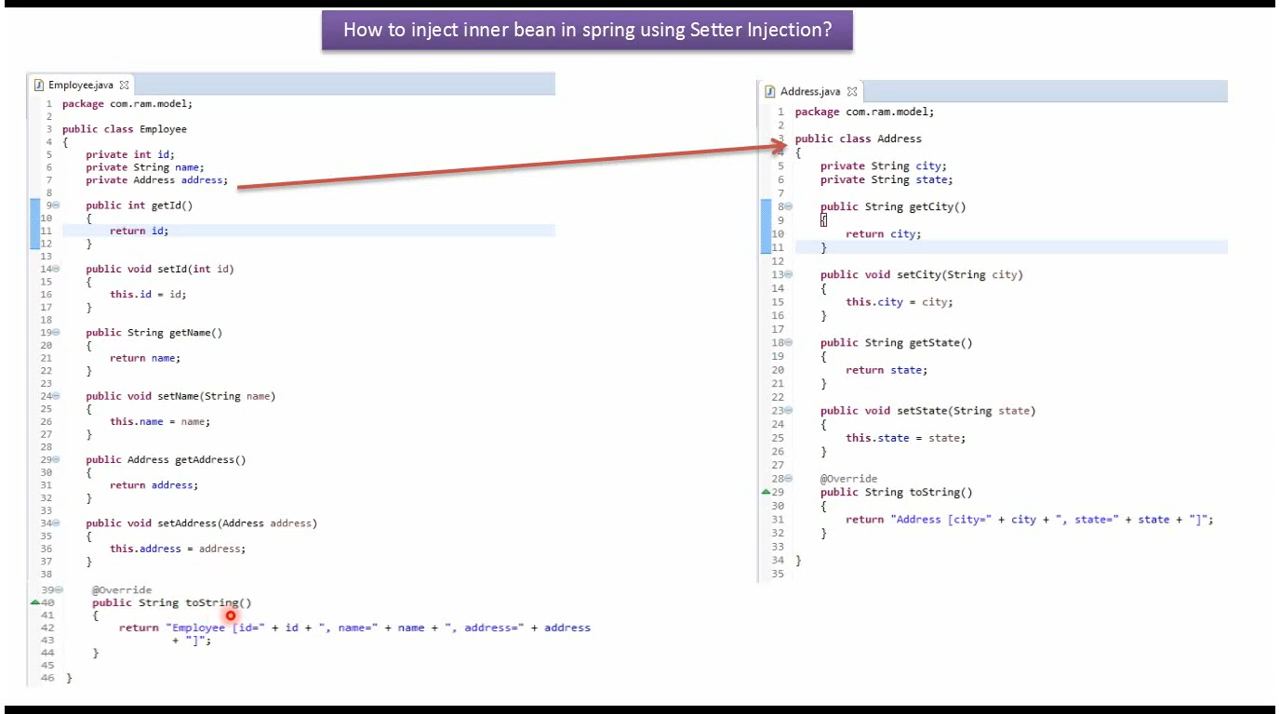 How to inject inner bean in spring using Setter Injection?
Employee.java
1 package com.ram.model;
2
3 public class Employee
4 {
5 private int id;
6 private String name;
7 private Address address;
8
9 public int getId()
10 {
11 return id;
12 }
13
14 public void setId(int id)
15 {
16 this.id = id;
17 }
18
19 public String getName()
20 {
21 return name;
22 }
23
24 public void setName(String name)
25 {
26 this.name = name;
27 }
28
29 public Address getAddress()
30 {
31 return address;
32 }
33
34 public void setAddress(Address address)
35 {
36 this.address = address;
37 }
38
39 @Override
40 public String toString()
41 {
42 return "Employee [id=" + id + ", name=" + name + ", address=" + address
43 + "]";
44 }
45
46 }
Address.java
1 package com.ram.model;
2
3 public class Address
4 {
5 private String city;
6 private String state;
7
8 public String getCity()
9 {
10 return city;
11 }
12
13 public void setCity(String city)
14 {
15 this.city = city;
16 }
17
18 public String getState()
19 {
20 return state;
21 }
22
23 public void setState(String state)
24 {
25 this.state = state;
26 }
27
28 @Override
29 public String toString()
30 {
31 return "Address [city=" + city + ", state=" + state + "]";
32 }
33
34 }
35